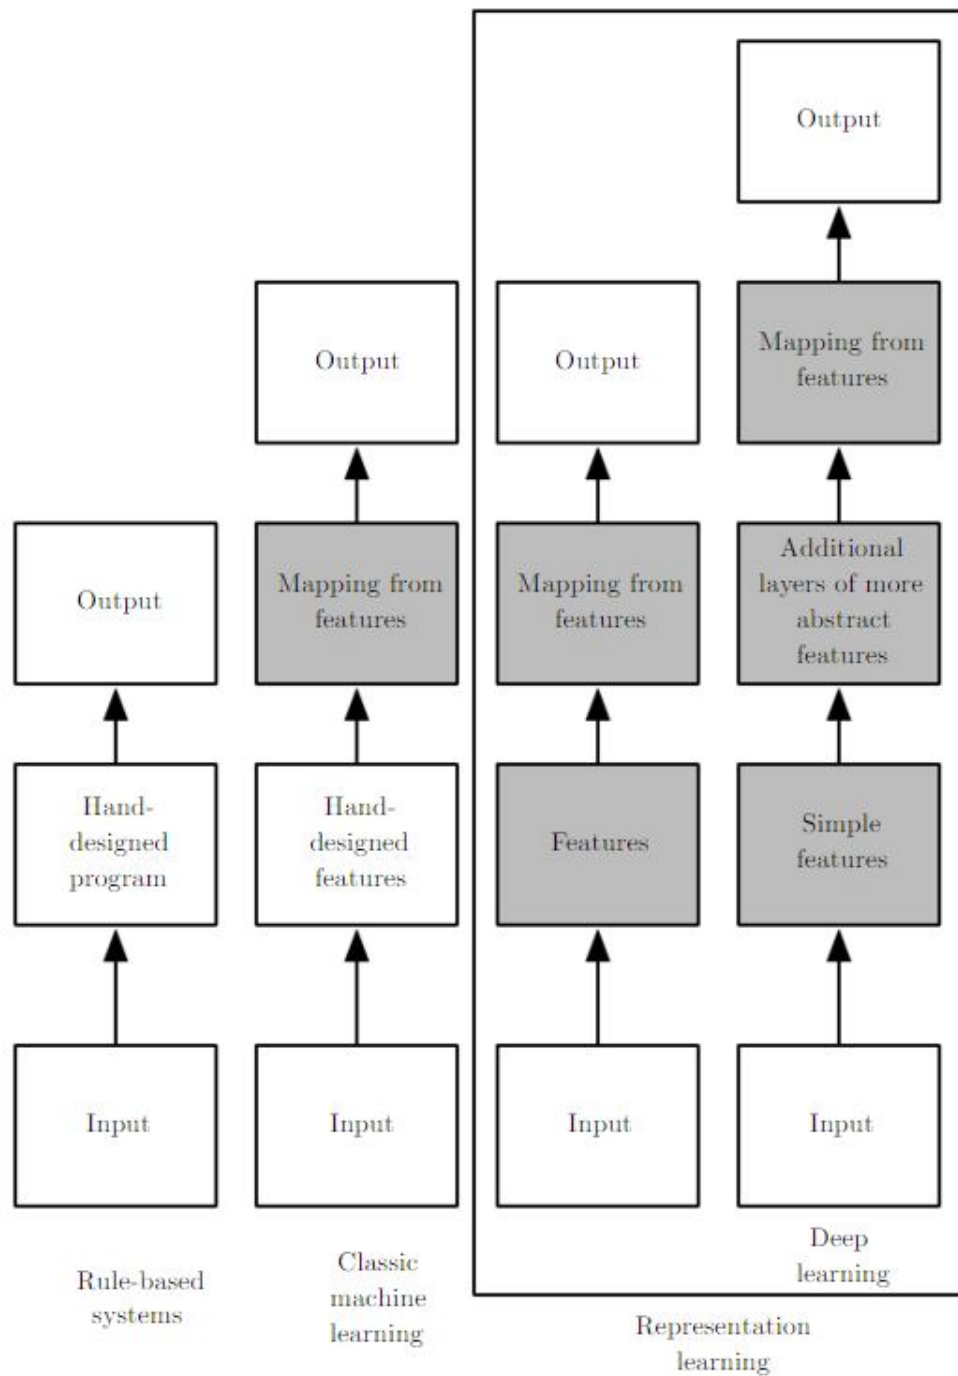 Output
Output
Output
Mapping from
features
Output
Mapping from
features
Mapping from
features
Additional
layers of more
abstract
features
Hand-
designed
program
Hand-
designed
features
Features
Simple
features
Input
Input
Input
Input
Rule-based
systems
Classic
machine
learning
Deep
learning
Representation
learning